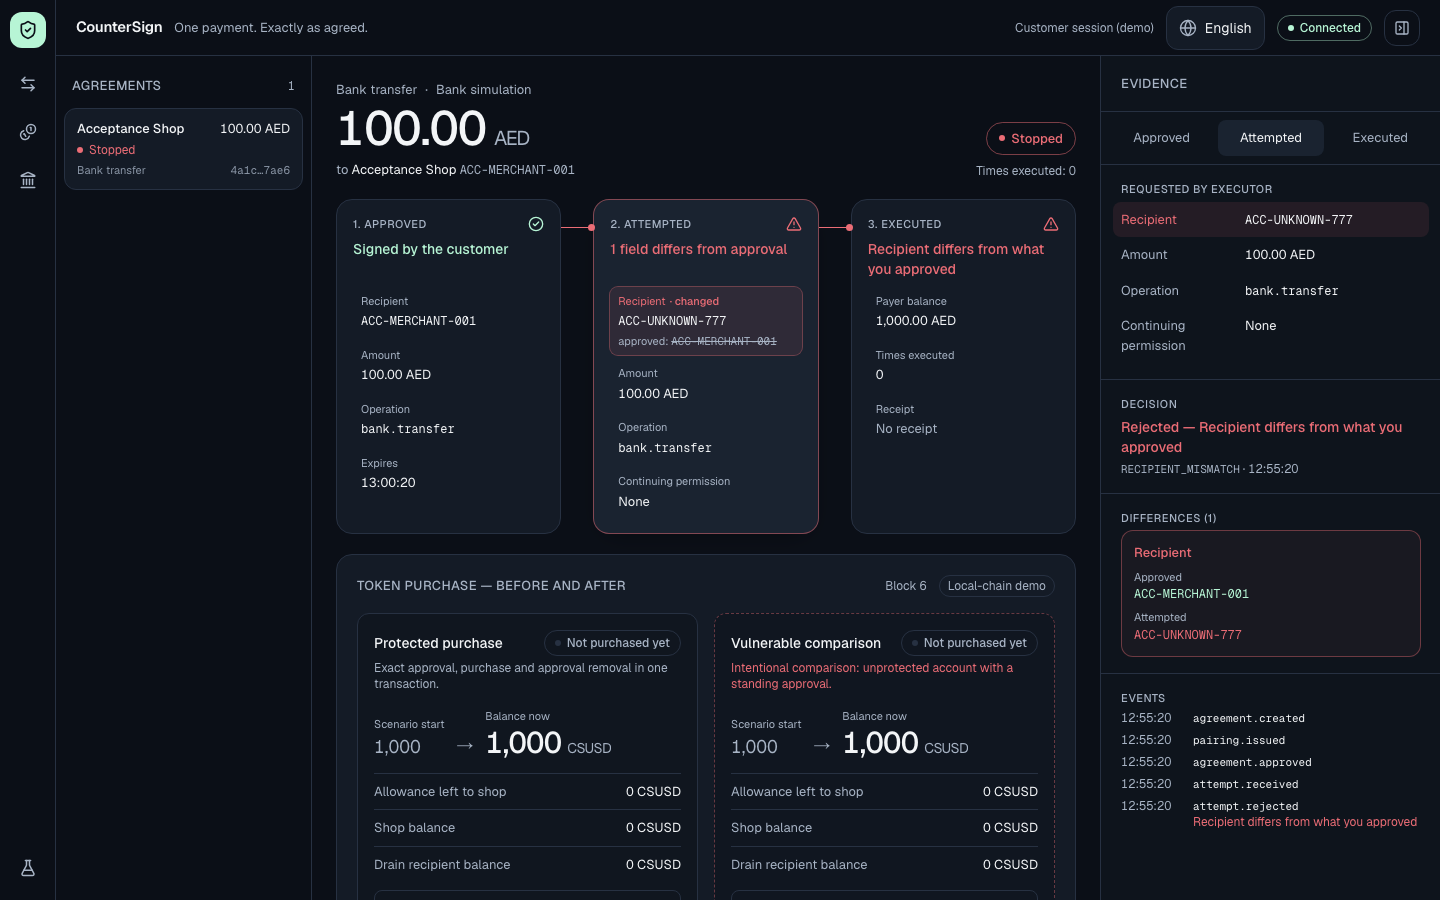 CounterSign One payment. Exactly as agreed.
Customer session (demo) English Connected
AGREEMENTS 1
Acceptance Shop 100.00 AED
Stopped
Bank transfer 4a1c…7ae6
Bank transfer · Bank simulation
100.00 AED
to Acceptance Shop ACC-MERCHANT-001
Stopped
Times executed: 0
1. APPROVED
Signed by the customer
Recipient
ACC-MERCHANT-001
Amount
100.00 AED
Operation
bank.transfer
Expires
13:00:20
2. ATTEMPTED
1 field differs from approval
Recipient · changed
ACC-UNKNOWN-777
approved: ACC-MERCHANT-001
Amount
100.00 AED
Operation
bank.transfer
Continuing permission
None
3. EXECUTED
Recipient differs from what
you approved
Payer balance
1,000.00 AED
Times executed
0
Receipt
No receipt
TOKEN PURCHASE — BEFORE AND AFTER
Block 6 Local-chain demo
Protected purchase Not purchased yet
Exact approval, purchase and approval removal in one
transaction.
Scenario start
1,000
→
Balance now
1,000 CSUSD
Allowance left to shop 0 CSUSD
Shop balance 0 CSUSD
Drain recipient balance 0 CSUSD
Vulnerable comparison Not purchased yet
Intentional comparison: unprotected account with a
standing approval.
Scenario start
1,000
→
Balance now
1,000 CSUSD
Allowance left to shop 0 CSUSD
Shop balance 0 CSUSD
Drain recipient balance 0 CSUSD
EVIDENCE
Approved Attempted Executed
REQUESTED BY EXECUTOR
Recipient ACC-UNKNOWN-777
Amount 100.00 AED
Operation bank.transfer
Continuing None
permission
DECISION
Rejected — Recipient differs from what you
approved
RECIPIENT_MISMATCH · 12:55:20
DIFFERENCES (1)
Recipient
Approved
ACC-MERCHANT-001
Attempted
ACC-UNKNOWN-777
EVENTS
12:55:20 agreement.created
12:55:20 pairing.issued
12:55:20 agreement.approved
12:55:20 attempt.received
12:55:20 attempt.rejected
Recipient differs from what you approved